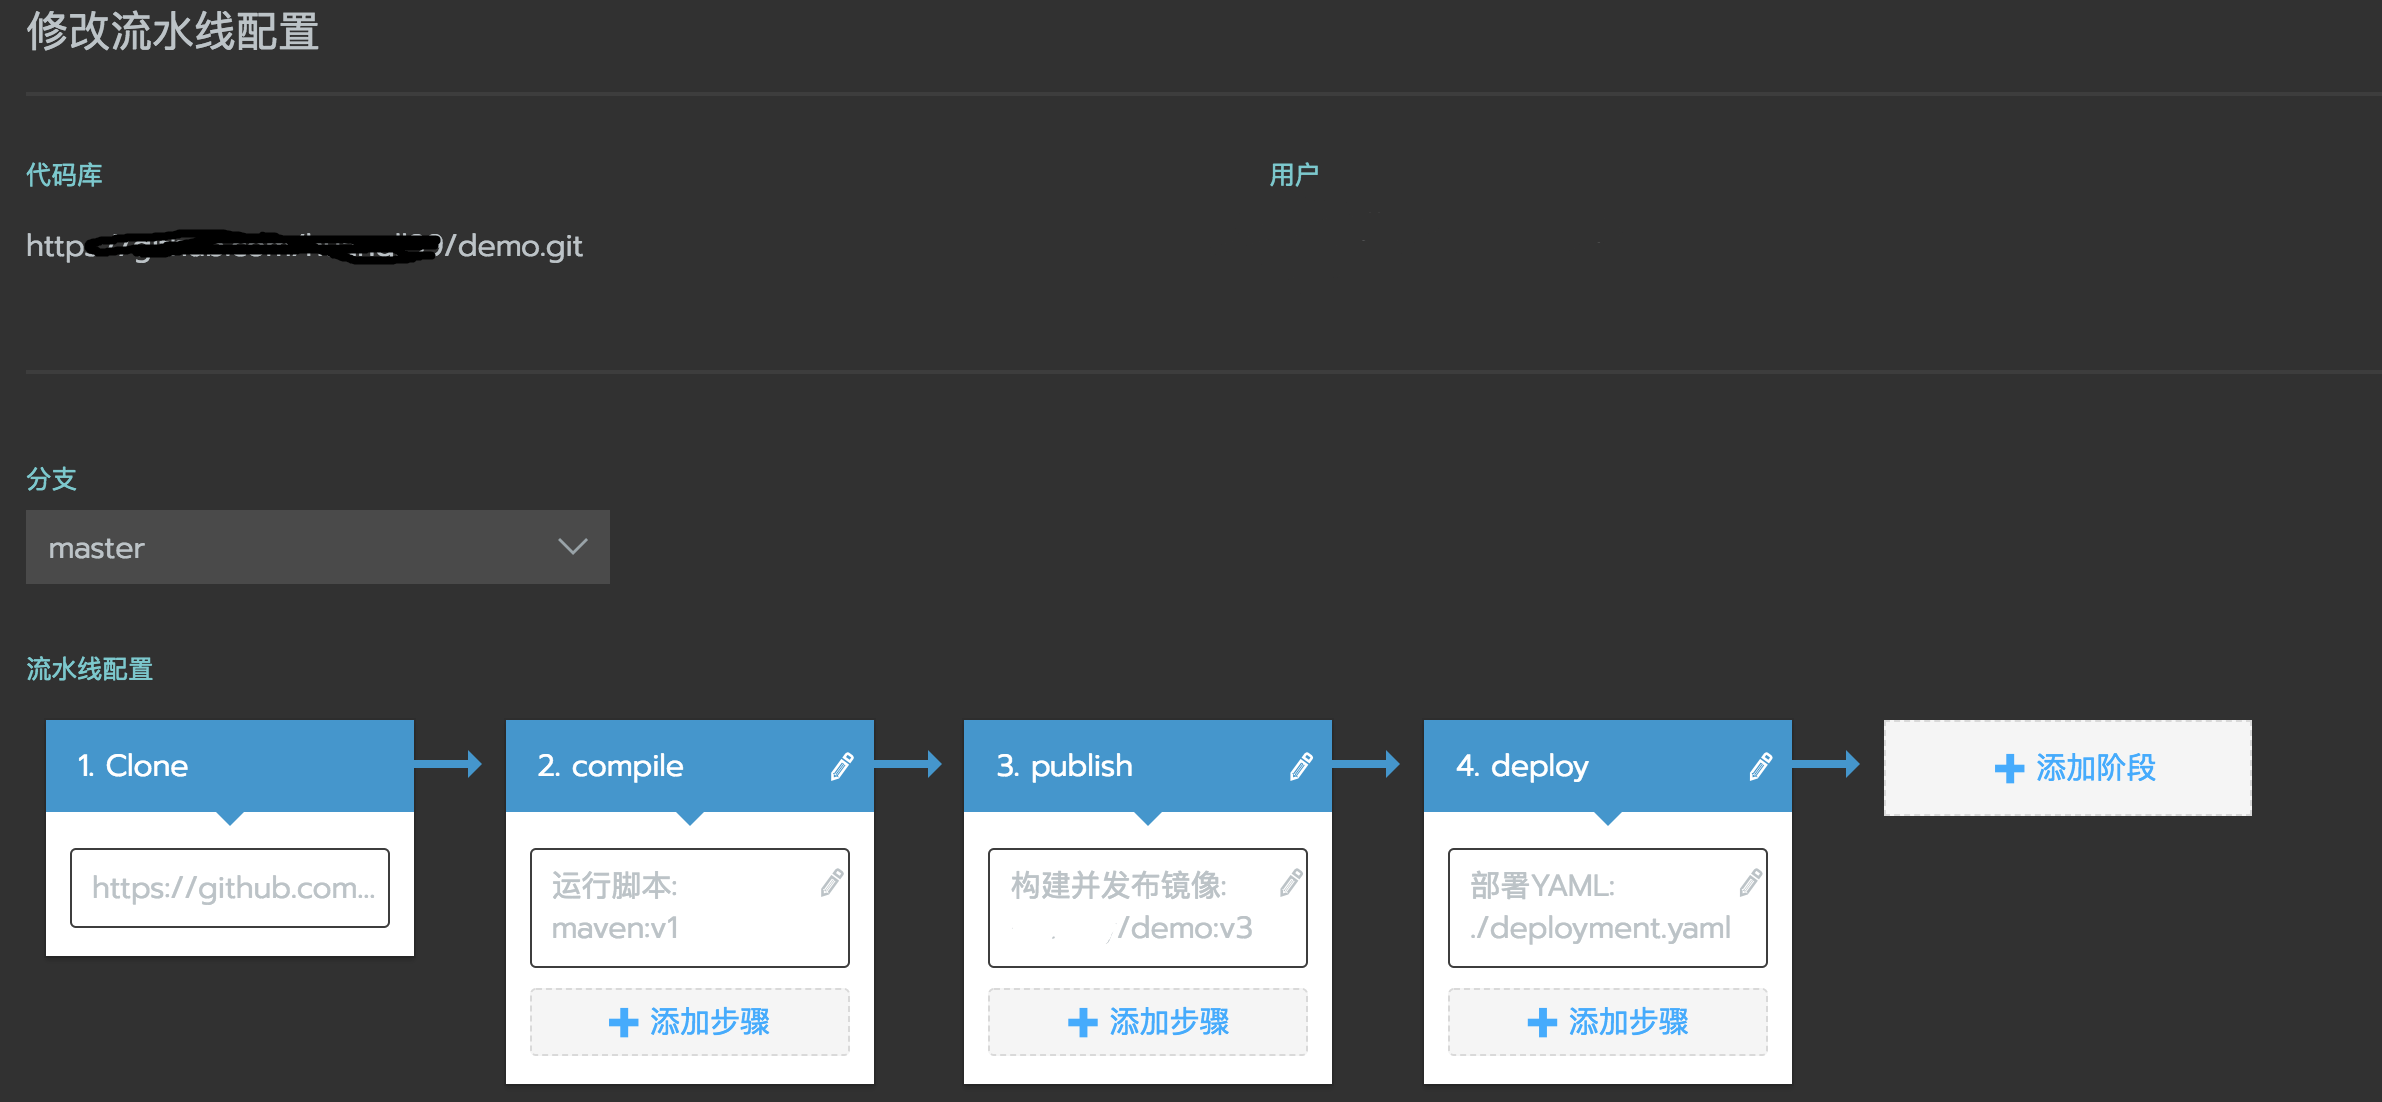 修改流水线配置
代码库
用户
http /demo.git
分支
master
流水线配置
1. Clone
2. compile
3. publish
4. deploy
添加阶段
https://github.com...
运行脚本:
maven:v1
构建并发布镜像:
/demo:v3
部署YAML:
./deployment.yaml
添加步骤
添加步骤
添加步骤